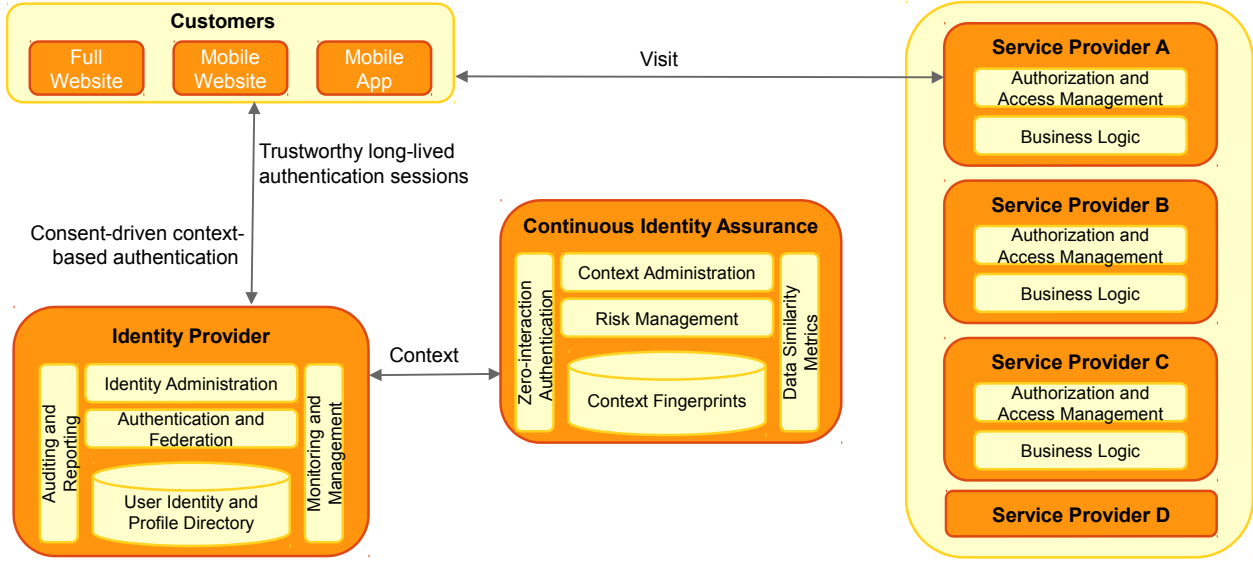 Customers
Full
Website
Mobile
Website
Mobile
App
Visit
Trustworthy long-lived
authentication sessions
Consent-driven context-
based authentication
Identity Provider
Auditing and
Reporting
Identity Administration
Authentication and
Federation
User Identity and
Profile Directory
Monitoring and
Management
Context
Continuous Identity Assurance
Zero-interaction
Authentication
Context Administration
Risk Management
Context Fingerprints
Data Similarity
Metrics
Service Provider A
Authorization and
Access Management
Business Logic
Service Provider B
Authorization and
Access Management
Business Logic
Service Provider C
Authorization and
Access Management
Business Logic
Service Provider D